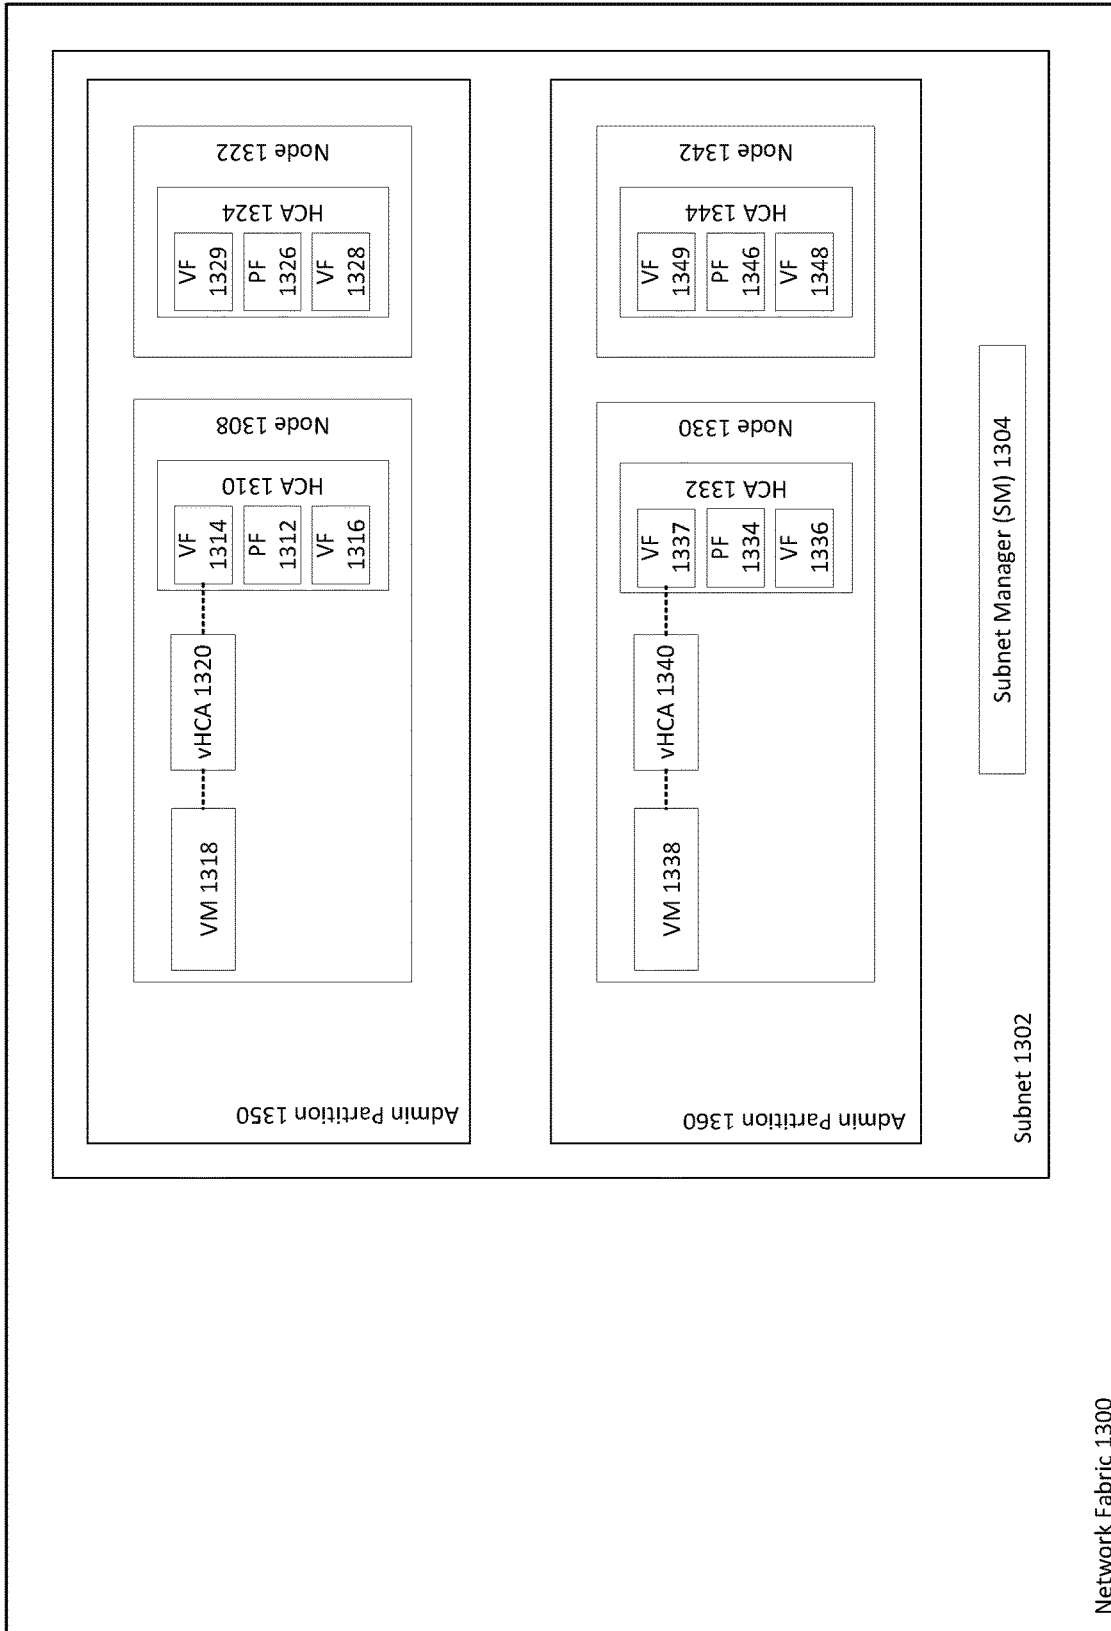 Node 1322
HCA 1324
VF
1329
PF
1326
VF
1328
Node 1308
HCA 1310
VF
1314
PF
1312
VF
1316
vHCA 1320
VM 1318
Admin Partition 1350
Node 1342
HCA 1344
VF
1349
PF
1346
VF
1348
Node 1330
HCA 1332
VF
1337
PF
1334
VF
1336
vHCA 1340
VM 1338
Admin Partition 1360
Subnet Manager (SM) 1304
Subnet 1302
Network Fabric 1300